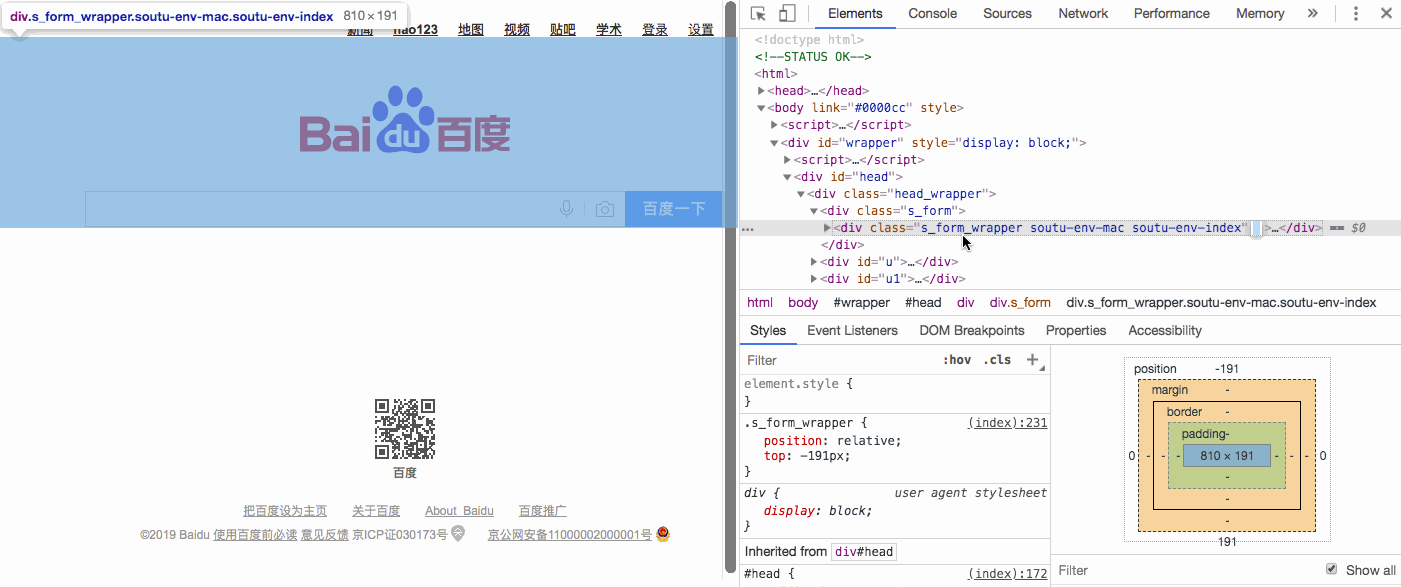 div.s_form_wrapper.soutu-env-mac.soutu-env-index 810×191
新闻 hao123 地图 视频 贴吧 学术 登录 设置
Bai du 百度
百度一下
百度
把百度设为主页 关于百度 About Baidu 百度推广
©2019 Baidu 使用百度前必读 意见反馈 京ICP证030173号 京公网安备11000002000001号
Elements Console Sources Network Performance Memory »
<!doctype html>
<!--STATUS OK-->
<html>
<head>…</head>
<body link="#0000cc" style>
<script>…</script>
<div id="wrapper" style="display: block;">
<script>…</script>
<div id="head">
<div class="head_wrapper">
<div class="s_form">
<div class="s_form_wrapper soutu-env-mac soutu-env-index" >…</div> == $0
</div>
<div id="u">…</div>
<div id="u1">…</div>
html body #wrapper #head div div.s_form div.s_form_wrapper.soutu-env-mac.soutu-env-index
Styles Event Listeners DOM Breakpoints Properties Accessibility
Filter :hov .cls +
element.style {
}
.s_form_wrapper { (index):231
position: relative;
top: -191px;
}
div { user agent stylesheet
display: block;
}
Inherited from div#head
#head { (index):172
position -191
margin -
border -
padding-
0 - - - 810 × 191 - - - 0
-
-
-
191
Filter Show all